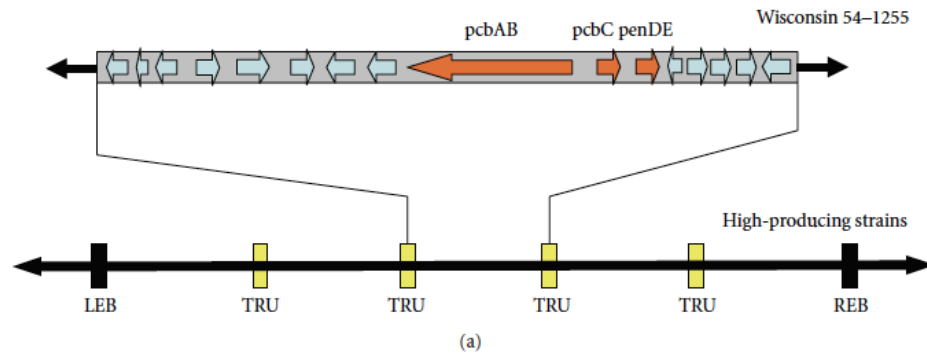 Wisconsin 54–1255
pcbAB pcbC penDE
High-producing strains
LEB TRU TRU TRU TRU REB
(a)